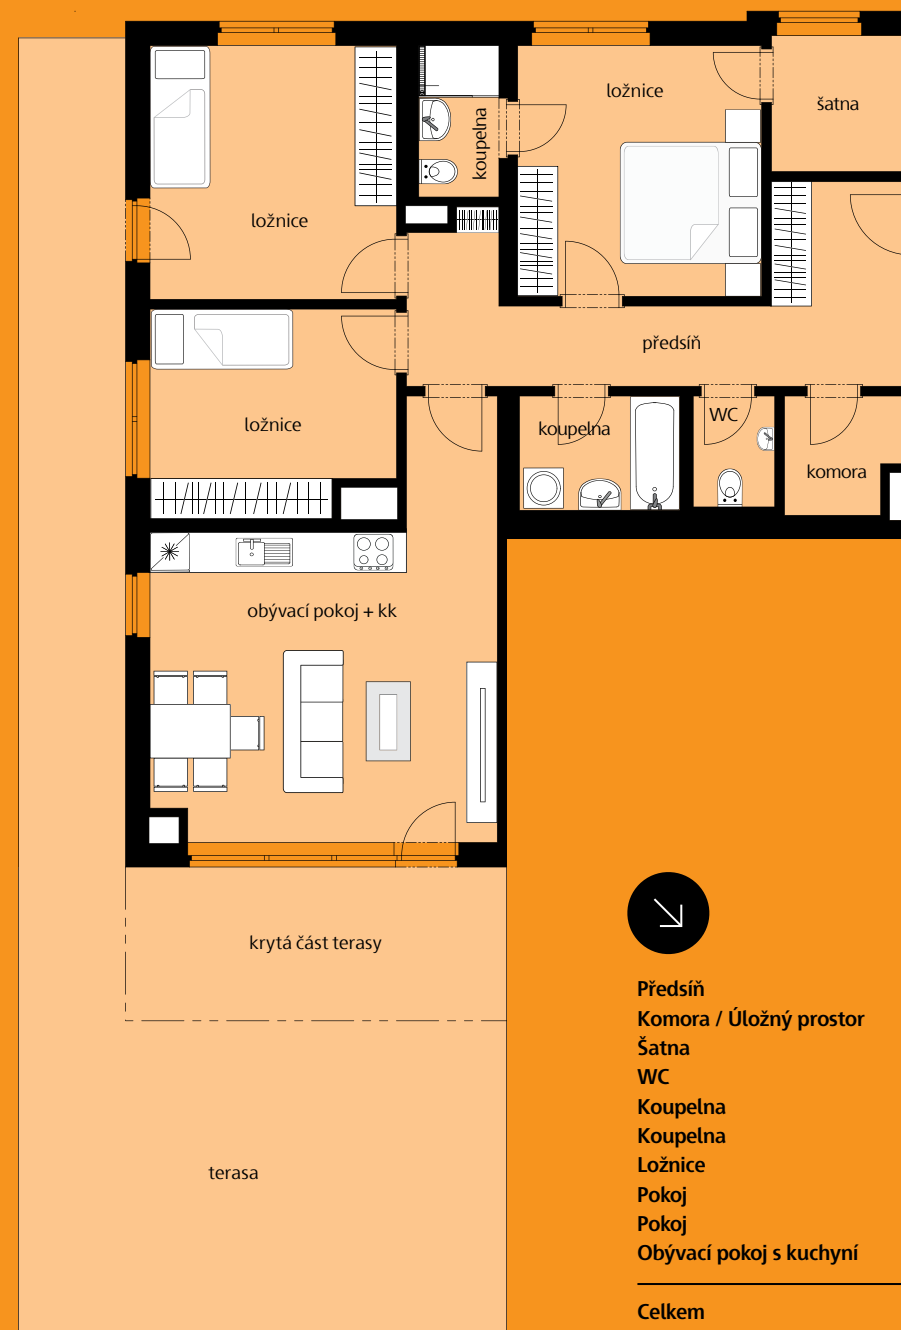 ložnice
šatna
koupelna
ložnice
předsíň
ložnice
koupelna
WC
komora
obývací pokoj + kk
krytá část terasy
terasa
Předsíň
Komora / Úložný prostor
Šatna
WC
Koupelna
Koupelna
Ložnice
Pokoj
Pokoj
Obývací pokoj s kuchyní
Celkem